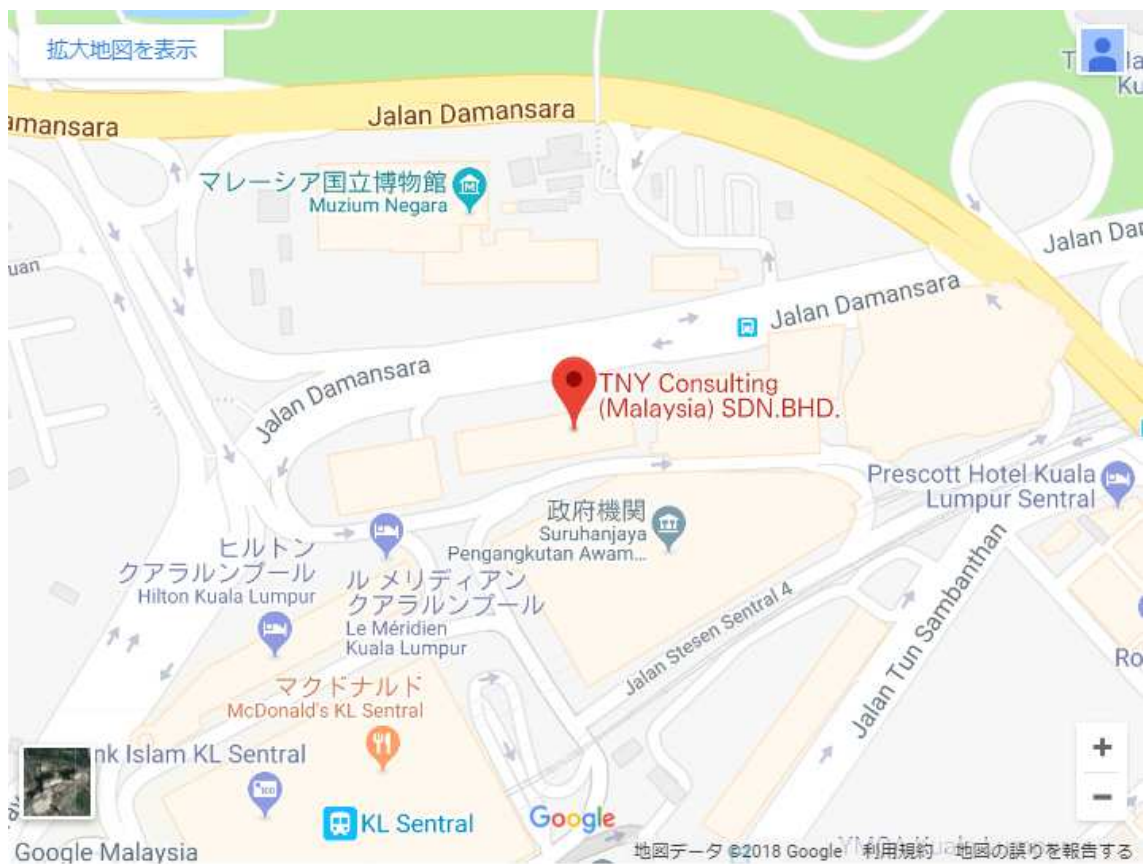 拡大地図を表示
Jalan Damansara
amansara
マレーシア国立博物館
Muzium Negara
Jalan Dar
uan
Jalan Damansara
Jalan Damansara
TNY Consulting
(Malaysia) SDN.BHD.
Prescott Hotel Kuala
Lumpur Sentral
政府機関
Suruhanjaya
Pengangkutan Awam...
ヒルトン
クアラルンプール
Hilton Kuala Lumpur
ル メリディアン
クアラルンプール
Le Méridien
Kuala Lumpur
Jalan Stesen Sentral 4
Jalan Tun Sambanthan
Ro
マクドナルド
McDonald's KL Sentral
nk Islam KL Sentral
KL Sentral
Google
Google Malaysia
地図データ ©2018 Google
利用規約
地図の誤りを報告する